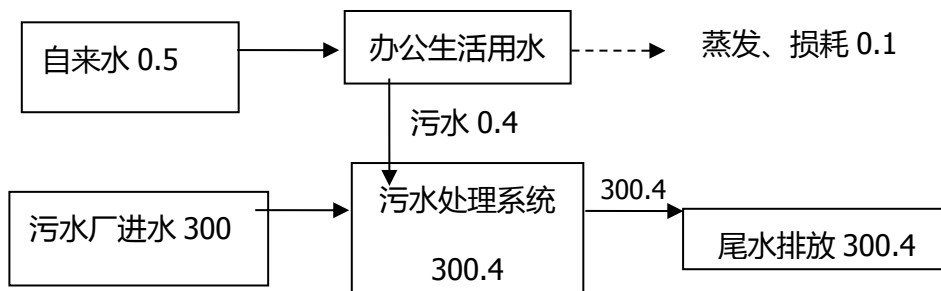 自来水 0.5
办公生活用水
蒸发、损耗 0.1
污水 0.4
污水厂进水 300
污水处理系统
300.4
300.4
尾水排放 300.4